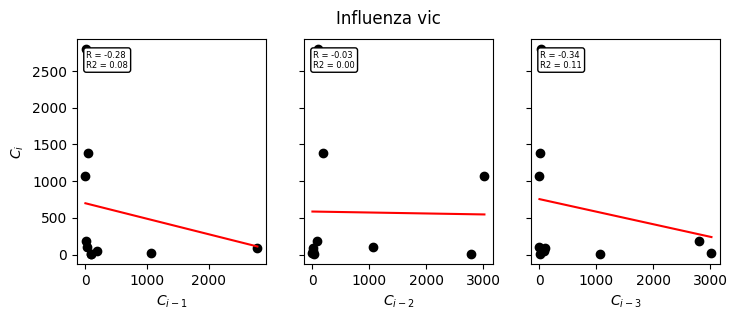 Influenza vic
R = -0.28
R2 = 0.08
R = -0.03
R2 = 0.00
R = -0.34
R2 = 0.11
2500
2000
1500
1000
500
0
C_i
0 1000 2000
0 1000 2000 3000
0 1000 2000 3000
C_{i-1}
C_{i-2}
C_{i-3}